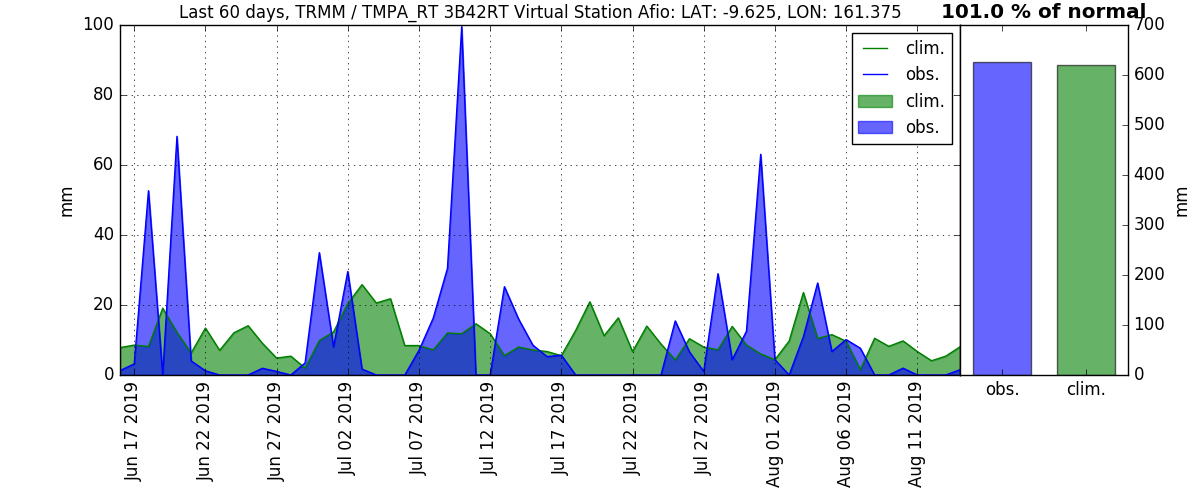 Last 60 days, TRMM / TMPA_RT 3B42RT Virtual Station Afio: LAT: -9.625, LON: 161.375
101.0 % of normal
100
80
60
40
20
0
mm
clim.
obs.
clim.
obs.
Jun 17 2019
Jun 22 2019
Jun 27 2019
Jul 02 2019
Jul 07 2019
Jul 12 2019
Jul 17 2019
Jul 22 2019
Jul 27 2019
Aug 01 2019
Aug 06 2019
Aug 11 2019
700
600
500
400
300
200
100
0
mm
obs.
clim.